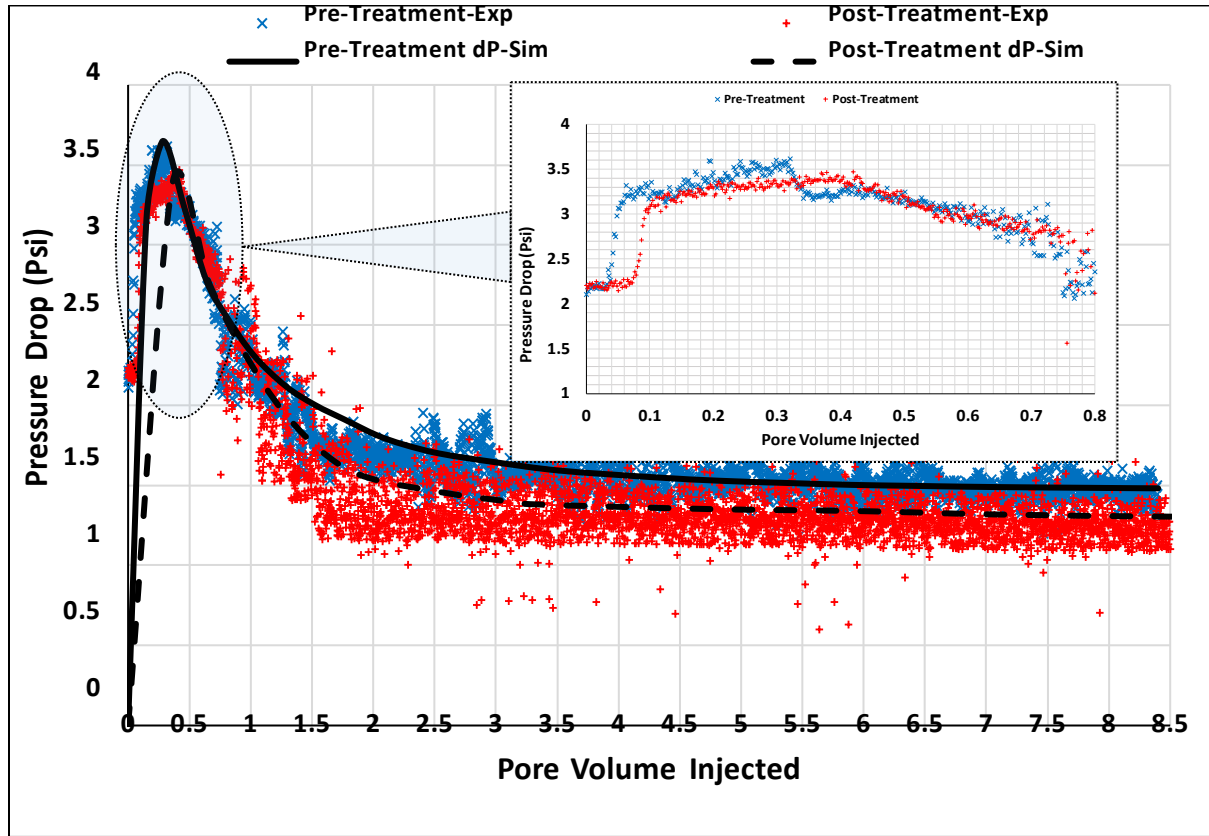 Pre-Treatment-Exp
Post-Treatment-Exp
Pre-Treatment dP-Sim
Post-Treatment dP-Sim
4
3.5
3
2.5
2
1.5
1
0.5
0
Pressure Drop (Psi)
0 0.5 1 1.5 2 2.5 3 3.5 4 4.5 5 5.5 6 6.5 7 7.5 8 8.5
Pore Volume Injected
Pre-Treatment Post-Treatment
4
3.5
3
2.5
2
1.5
1
Pressure Drop (Psi)
0 0.1 0.2 0.3 0.4 0.5 0.6 0.7 0.8
Pore Volume Injected